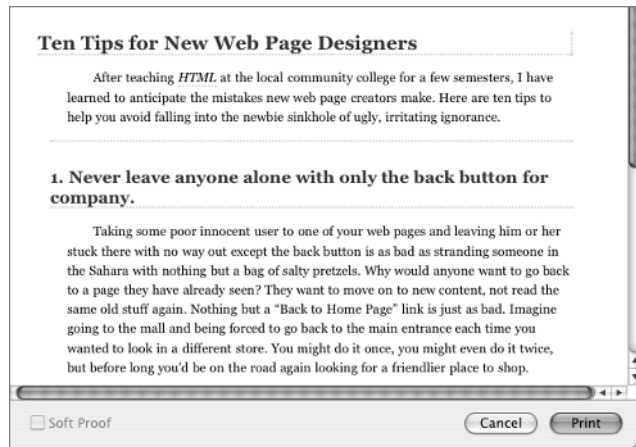 Ten Tips for New Web Page Designers
After teaching HTML at the local community college for a few semesters, I have
learned to anticipate the mistakes new web page creators make. Here are ten tips to
help you avoid falling into the newbie sinkhole of ugly, irritating ignorance.
1. Never leave anyone alone with only the back button for
company.
Taking some poor innocent user to one of your web pages and leaving him or her
stuck there with no way out except the back button is as bad as stranding someone in
the Sahara with nothing but a bag of salty pretzels. Why would anyone want to go back
to a page they have already seen? They want to move on to new content, not read the
same old stuff again. Nothing but a “Back to Home Page” link is just as bad. Imagine
going to the mall and being forced to go back to the main entrance each time you
wanted to look in a different store. You might do it once, you might even do it twice,
but before long you'd be on the road again looking for a friendlier place to shop.
Soft Proof
Cancel
Print